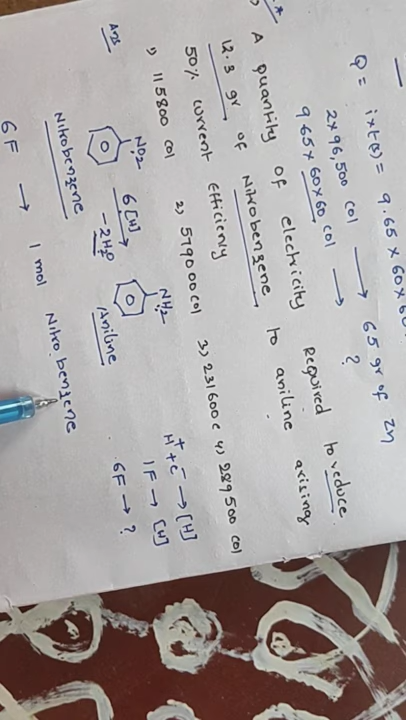 Q = i×t(s) = 9.65×60×60
2×96,500 col → 65 gr of Zn
9.65×60×60 col → ?
* A quantity of electricity required to reduce
12.3 gr of Nitrobenzene to aniline arising
50% current efficiency
1) 115800 col 2) 579000 col 3) 231600 c 4) 289500 col
Ans
NO2 6[H] NH2 H+ + e- → [H]
-2H2O 1F → [H]
Nitrobenzene Aniline 6F → ?
6F → 1 mol Nitrobenzene